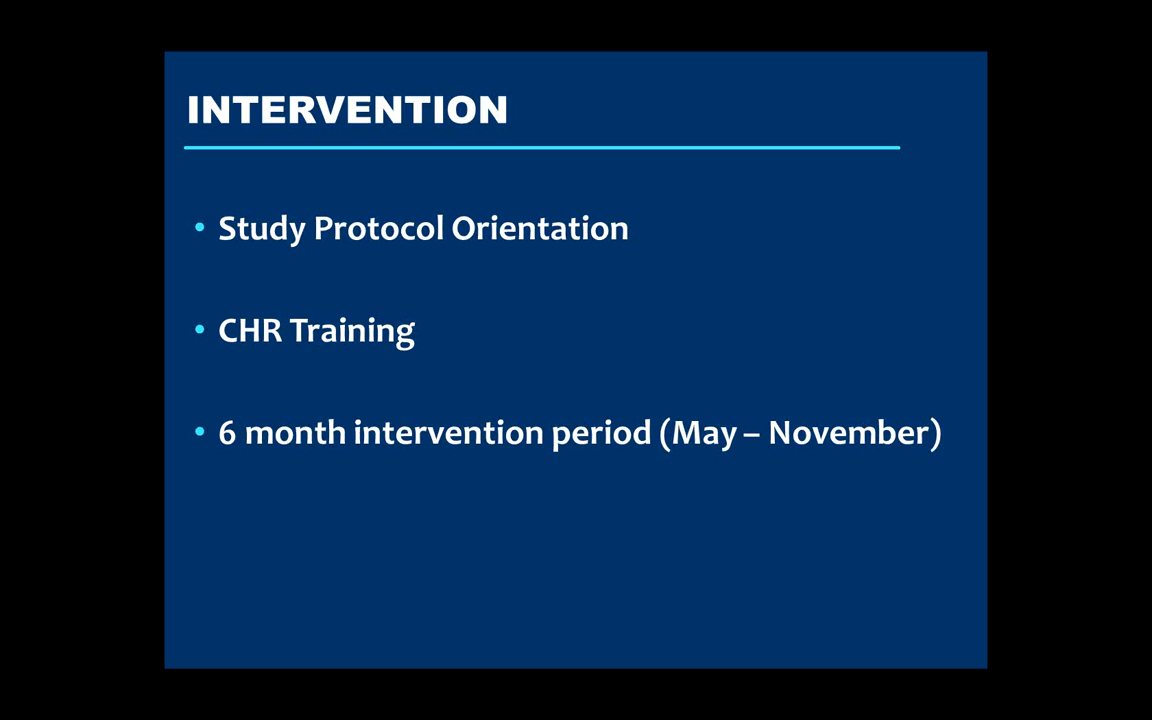 INTERVENTION
• Study Protocol Orientation
• CHR Training
• 6 month intervention period (May – November)